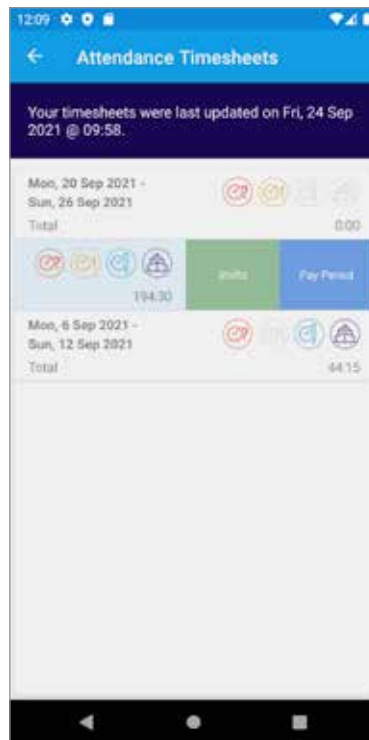 12:09
Attendance Timesheets
Your timesheets were last updated on Fri, 24 Sep
2021 @ 09:58.
Mon, 20 Sep 2021 -
Sun, 26 Sep 2021
Total 0:00
194:30
Pay Period
Mon, 6 Sep 2021 -
Sun, 12 Sep 2021
Total 44:15